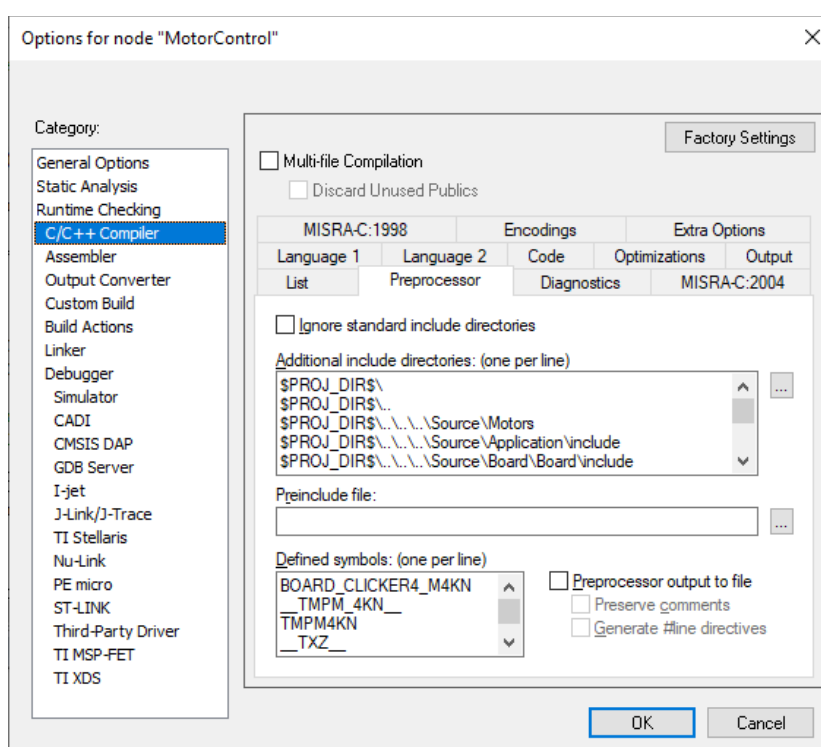 Options for node "MotorControl"
Category:
General Options
Static Analysis
Runtime Checking
C/C++ Compiler
Assembler
Output Converter
Custom Build
Build Actions
Linker
Debugger
Simulator
CADI
CMSIS DAP
GDB Server
I-jet
J-Link/J-Trace
TI Stellaris
Nu-Link
PE micro
ST-LINK
Third-Party Driver
TI MSP-FET
TI XDS
Factory Settings
Multi-file Compilation
Discard Unused Publics
MISRA-C:1998 Encodings Extra Options
Language 1 Language 2 Code Optimizations Output
List Preprocessor Diagnostics MISRA-C:2004
Ignore standard include directories
Additional include directories: (one per line)
$PROJ_DIR$\
$PROJ_DIR$\..
$PROJ_DIR$\..\..\..\Source\Motors
$PROJ_DIR$\..\..\..\Source\Application\include
$PROJ_DIR$\..\..\..\Source\Board\Board\include
...
Preinclude file:
...
Defined symbols: (one per line)
BOARD_CLICKER4_M4KN
__TMPM_4KN__
TMPM4KN
__TXZ__
Preprocessor output to file
Preserve comments
Generate #line directives
OK Cancel